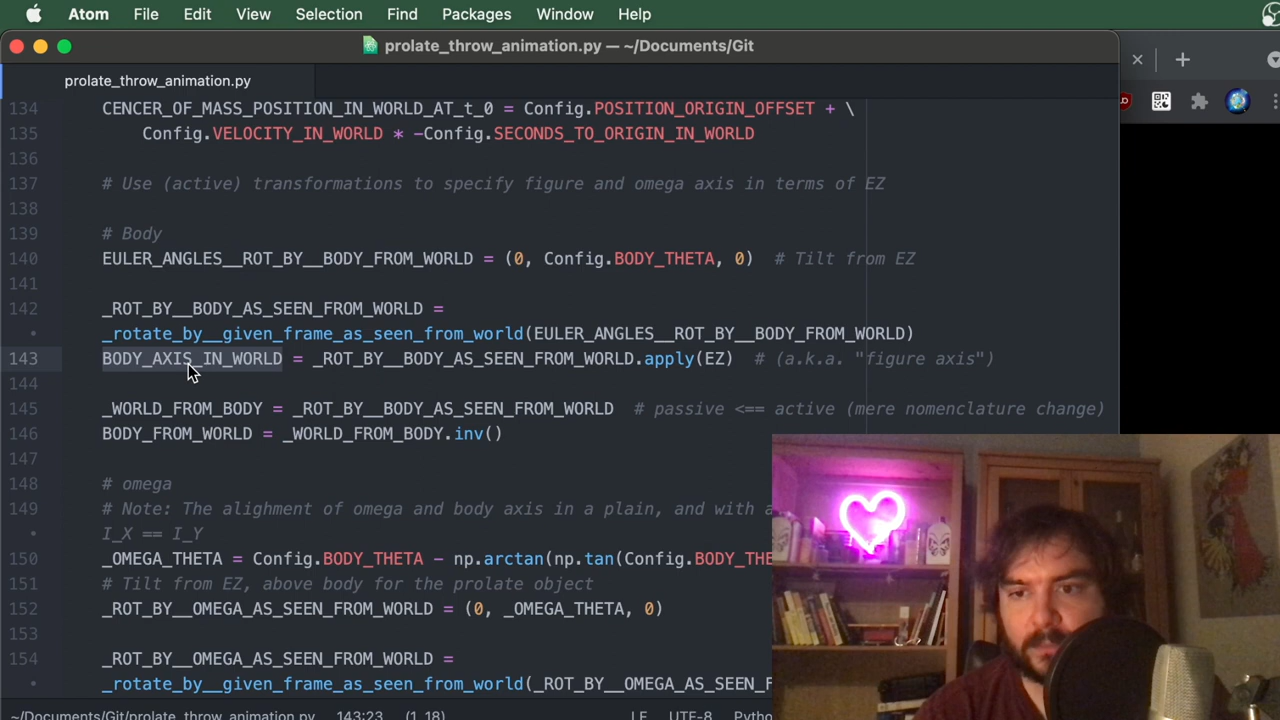 Atom File Edit View Selection Find Packages Window Help
prolate_throw_animation.py — ~/Documents/Git
prolate_throw_animation.py
134 CENCER_OF_MASS_POSITION_IN_WORLD_AT_t_0 = Config.POSITION_ORIGIN_OFFSET + \
135 Config.VELOCITY_IN_WORLD * -Config.SECONDS_TO_ORIGIN_IN_WORLD
136
137 # Use (active) transformations to specify figure and omega axis in terms of EZ
138
139 # Body
140 EULER_ANGLES__ROT_BY__BODY_FROM_WORLD = (0, Config.BODY_THETA, 0) # Tilt from EZ
141
142 _ROT_BY__BODY_AS_SEEN_FROM_WORLD =
• _rotate_by__given_frame_as_seen_from_world(EULER_ANGLES__ROT_BY__BODY_FROM_WORLD)
143 BODY_AXIS_IN_WORLD = _ROT_BY__BODY_AS_SEEN_FROM_WORLD.apply(EZ) # (a.k.a. "figure axis")
144
145 _WORLD_FROM_BODY = _ROT_BY__BODY_AS_SEEN_FROM_WORLD # passive <== active (mere nomenclature change)
146 BODY_FROM_WORLD = _WORLD_FROM_BODY.inv()
147
148 # omega
149 # Note: The alighment of omega and body axis in a plain, and with a
• I_X == I_Y
150 _OMEGA_THETA = Config.BODY_THETA - np.arctan(np.tan(Config.BODY_THE
151 # Tilt from EZ, above body for the prolate object
152 _ROT_BY__OMEGA_AS_SEEN_FROM_WORLD = (0, _OMEGA_THETA, 0)
153
154 _ROT_BY__OMEGA_AS_SEEN_FROM_WORLD =
• _rotate_by__given_frame_as_seen_from_world(_ROT_BY__OMEGA_AS_SEEN_F
~/Documents/Git/prolate_throw_animation.py 143:23 (1, 18) LF UTF-8 Python